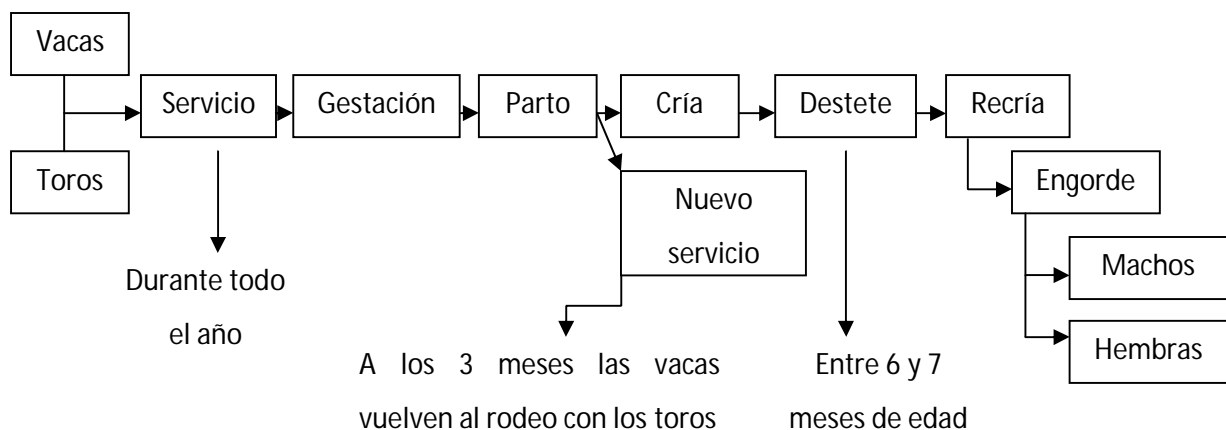 Vacas
Servicio
Gestación
Parto
Cría
Destete
Recría
Toros
Engorde
Nuevo
servicio
Machos
Hembras
Durante todo
el año
A los 3 meses las vacas
vuelven al rodeo con los toros
Entre 6 y 7
meses de edad